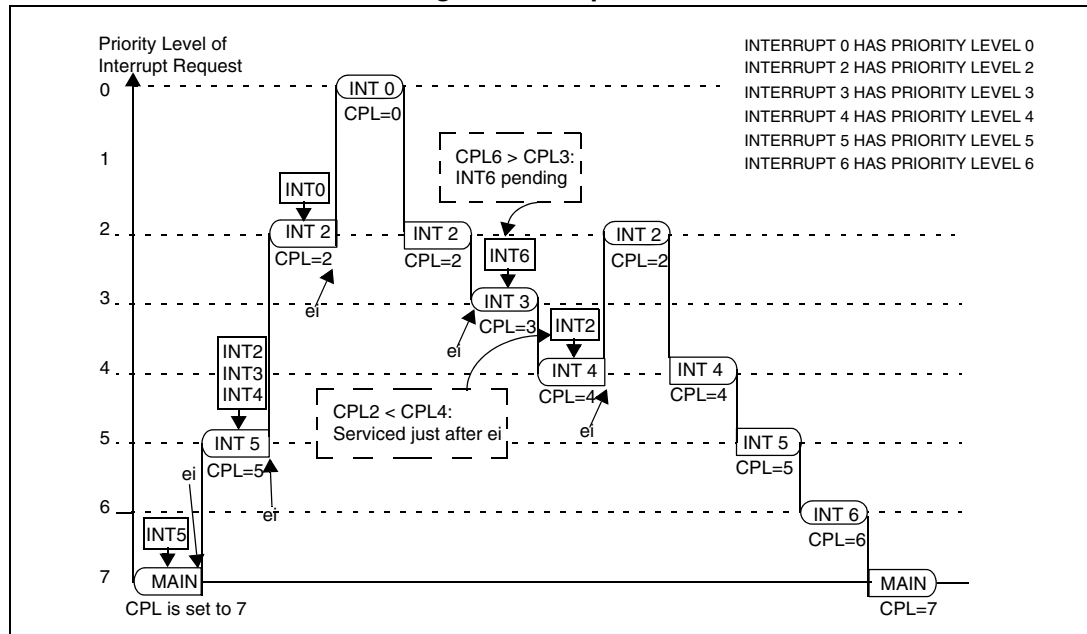 Priority Level of
Interrupt Request
INTERRUPT 0 HAS PRIORITY LEVEL 0
INTERRUPT 2 HAS PRIORITY LEVEL 2
INTERRUPT 3 HAS PRIORITY LEVEL 3
INTERRUPT 4 HAS PRIORITY LEVEL 4
INTERRUPT 5 HAS PRIORITY LEVEL 5
INTERRUPT 6 HAS PRIORITY LEVEL 6
0
INT 0
CPL=0
1
CPL6 > CPL3:
INT6 pending
INT0
2
INT 2
CPL=2
INT 2
CPL=2
INT 2
CPL=2
INT6
ei
3
INT 3
CPL=3
ei
INT2
INT2
INT3
INT4
4
INT 4
CPL=4
INT 4
CPL=4
CPL2 < CPL4:
Serviced just after ei
ei
5
INT 5
CPL=5
INT 5
CPL=5
ei
ei
6
INT 6
CPL=6
INT5
7
MAIN
CPL is set to 7
MAIN
CPL=7